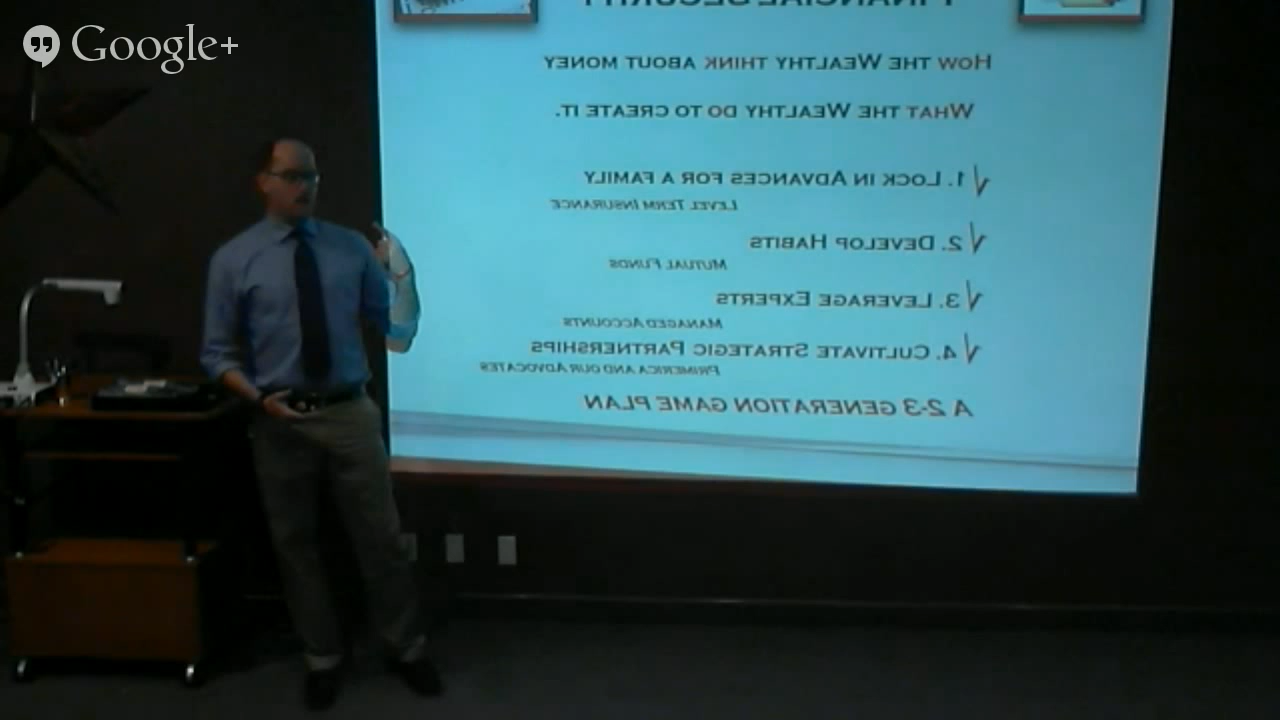 Google+
FINANCIAL SECURITY
HOW THE WEALTHY THINK ABOUT MONEY
WHAT THE WEALTHY DO TO CREATE IT.
√ 1. LOCK IN ADVANCES FOR A FAMILY
LEVEL TERM INSURANCE
√ 2. DEVELOP HABITS
MUTUAL FUNDS
√ 3. LEVERAGE EXPERTS
MANAGED ACCOUNTS
√ 4. CULTIVATE STRATEGIC PARTNERSHIPS
PRIMERICA AND OUR ADVOCATES
A 2-3 GENERATION GAME PLAN